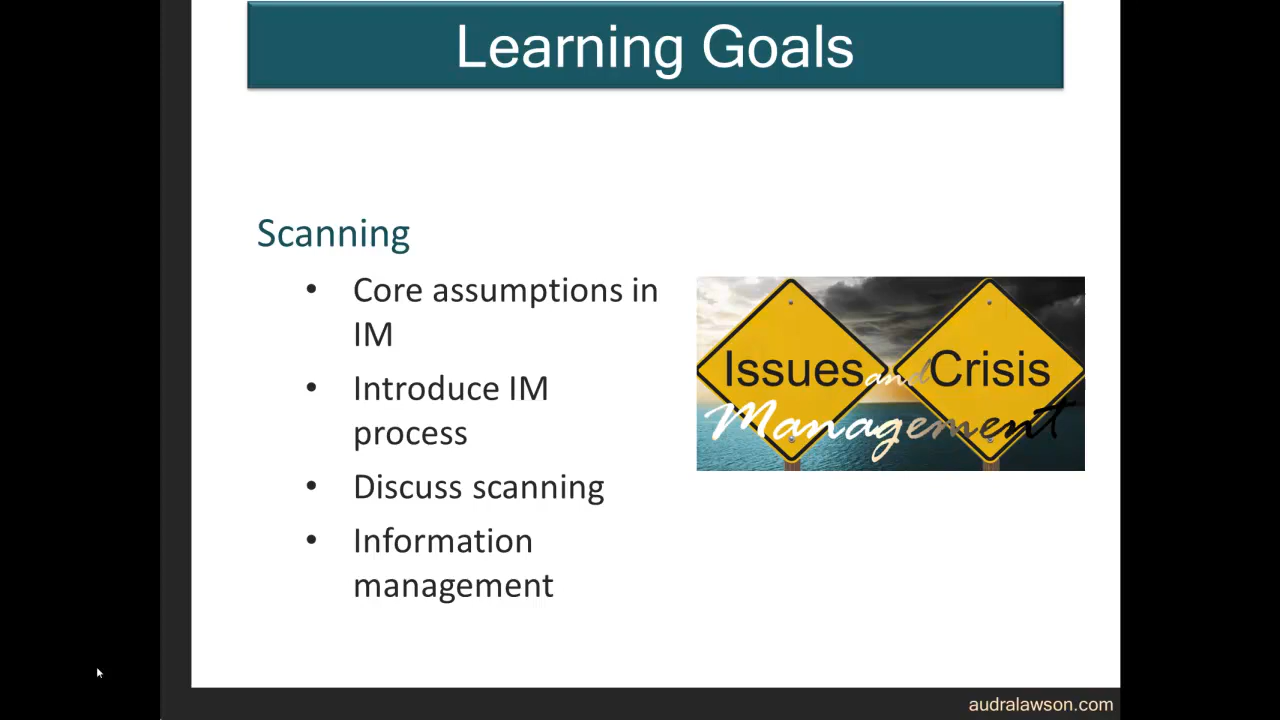 Learning Goals
Scanning
• Core assumptions in
IM
• Introduce IM
process
• Discuss scanning
• Information
management
Issues and Crisis
Management
audralawson.com